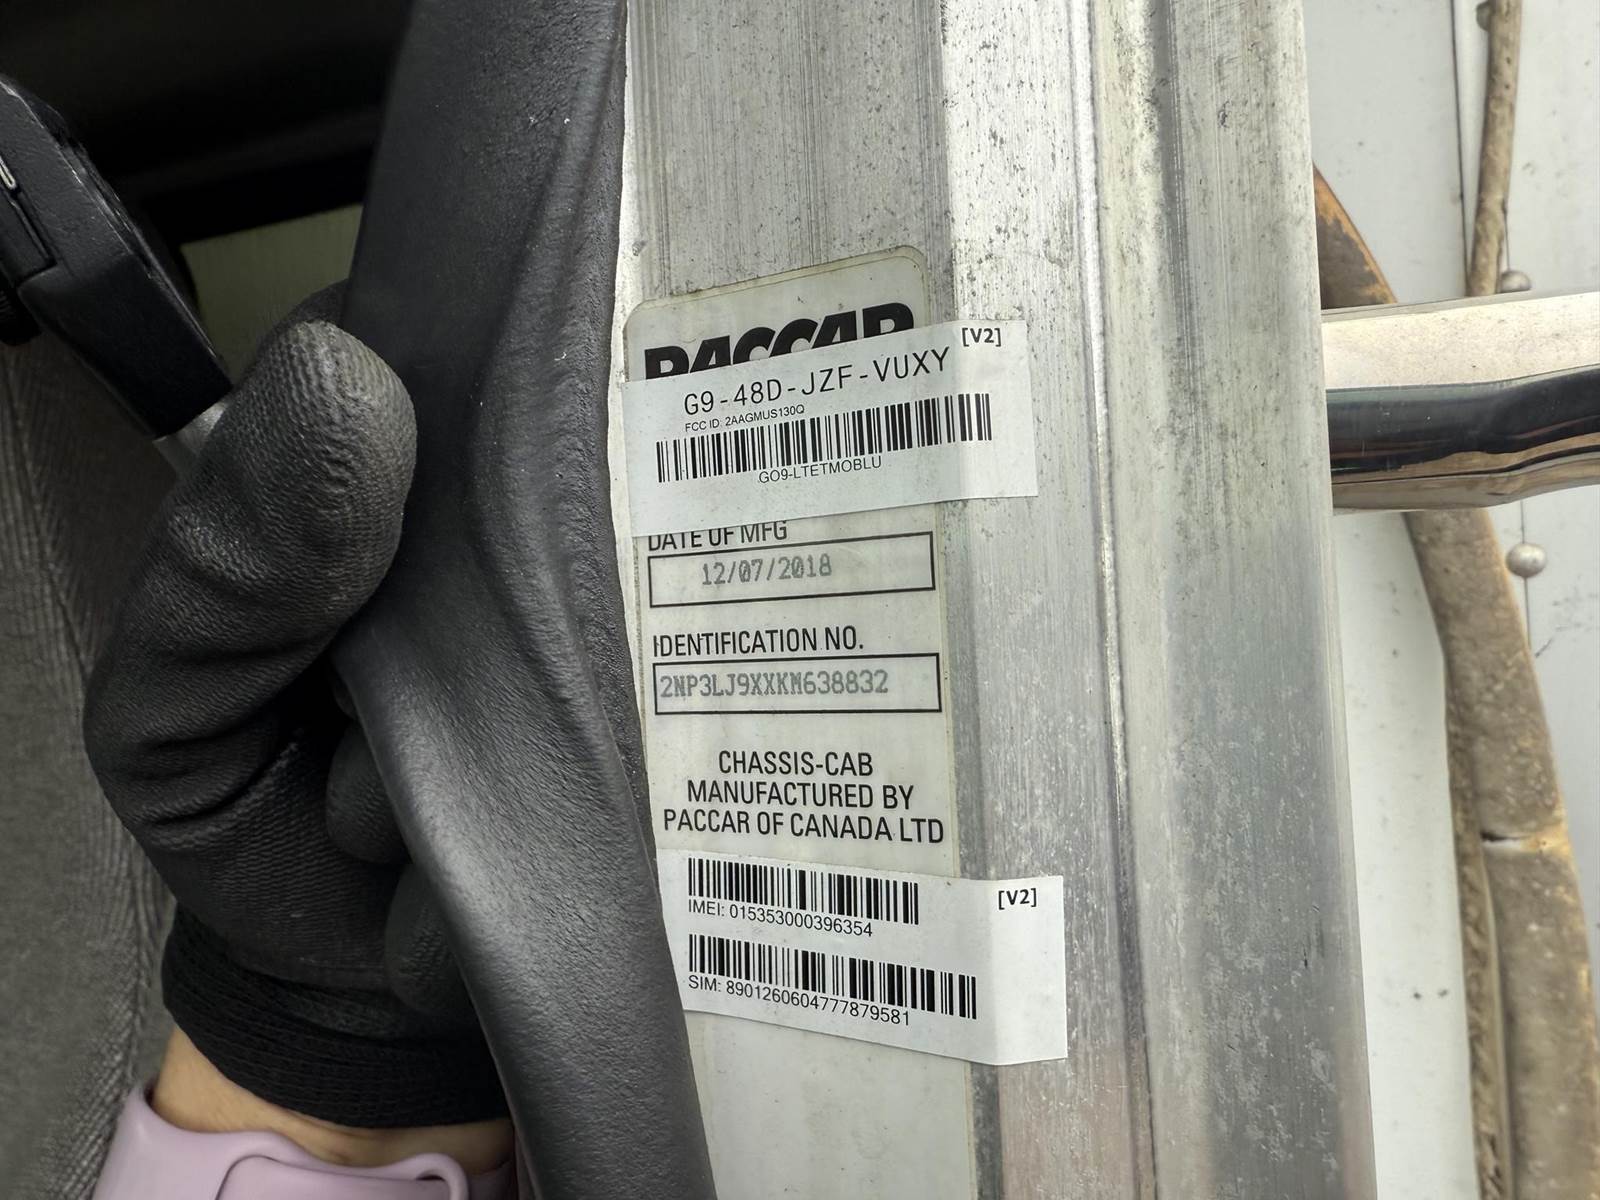 PACCAR
[V2]
G9-48D-JZF-VUXY
FCC ID: 2AAGMUS130Q
GO9-LTETMOBLU
DATE OF MFG
12/07/2018
IDENTIFICATION NO.
2NP3LJ9XXKM638832
CHASSIS-CAB
MANUFACTURED BY
PACCAR OF CANADA LTD
[V2]
IMEI: 015353000396354
SIM: 8901260604777879581